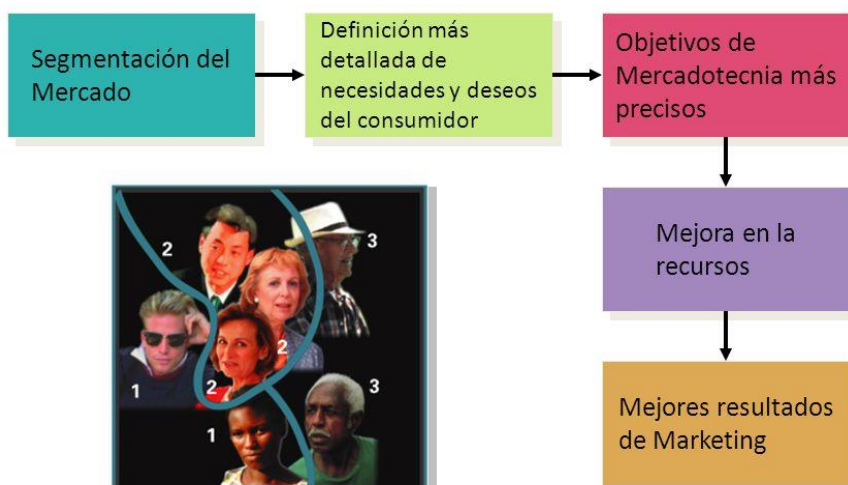 Segmentación del
Mercado
Definición más
detallada de
necesidades y deseos
del consumidor
Objetivos de
Mercadotecnia más
precisos
Mejora en la
recursos
Mejores resultados
de Marketing
2
3
2
1
2
3
1